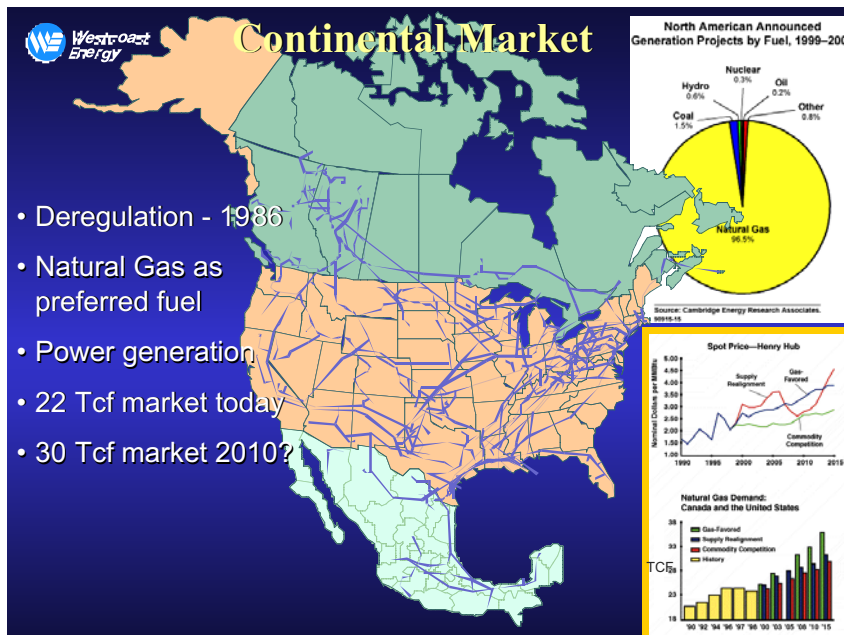 Westcoast
Energy
Continental Market
• Deregulation - 1986
• Natural Gas as
preferred fuel
• Power generation
• 22 Tcf market today
• 30 Tcf market 2010?
North American Announced
Generation Projects by Fuel, 1999–200
Nuclear
0.3%
Oil
0.2%
Hydro
0.6%
Other
0.8%
Coal
1.5%
Natural Gas
96.5%
Source: Cambridge Energy Research Associates.
90915-15
Spot Price—Henry Hub
Nominal Dollars per MMBtu
5.00
4.50
4.00
3.50
3.00
2.50
2.00
1.50
1.00
Supply
Realignment
Gas-
Favored
Commodity
Competition
1990 1995 2000 2005 2010 2015
Natural Gas Demand:
Canada and the United States
TCF
38
33
28
23
18
Gas-Favored
Supply Realignment
Commodity Competition
History
'90 '92 '94 '96 '97 '98 '00 '03 '05 '08 '10 '15